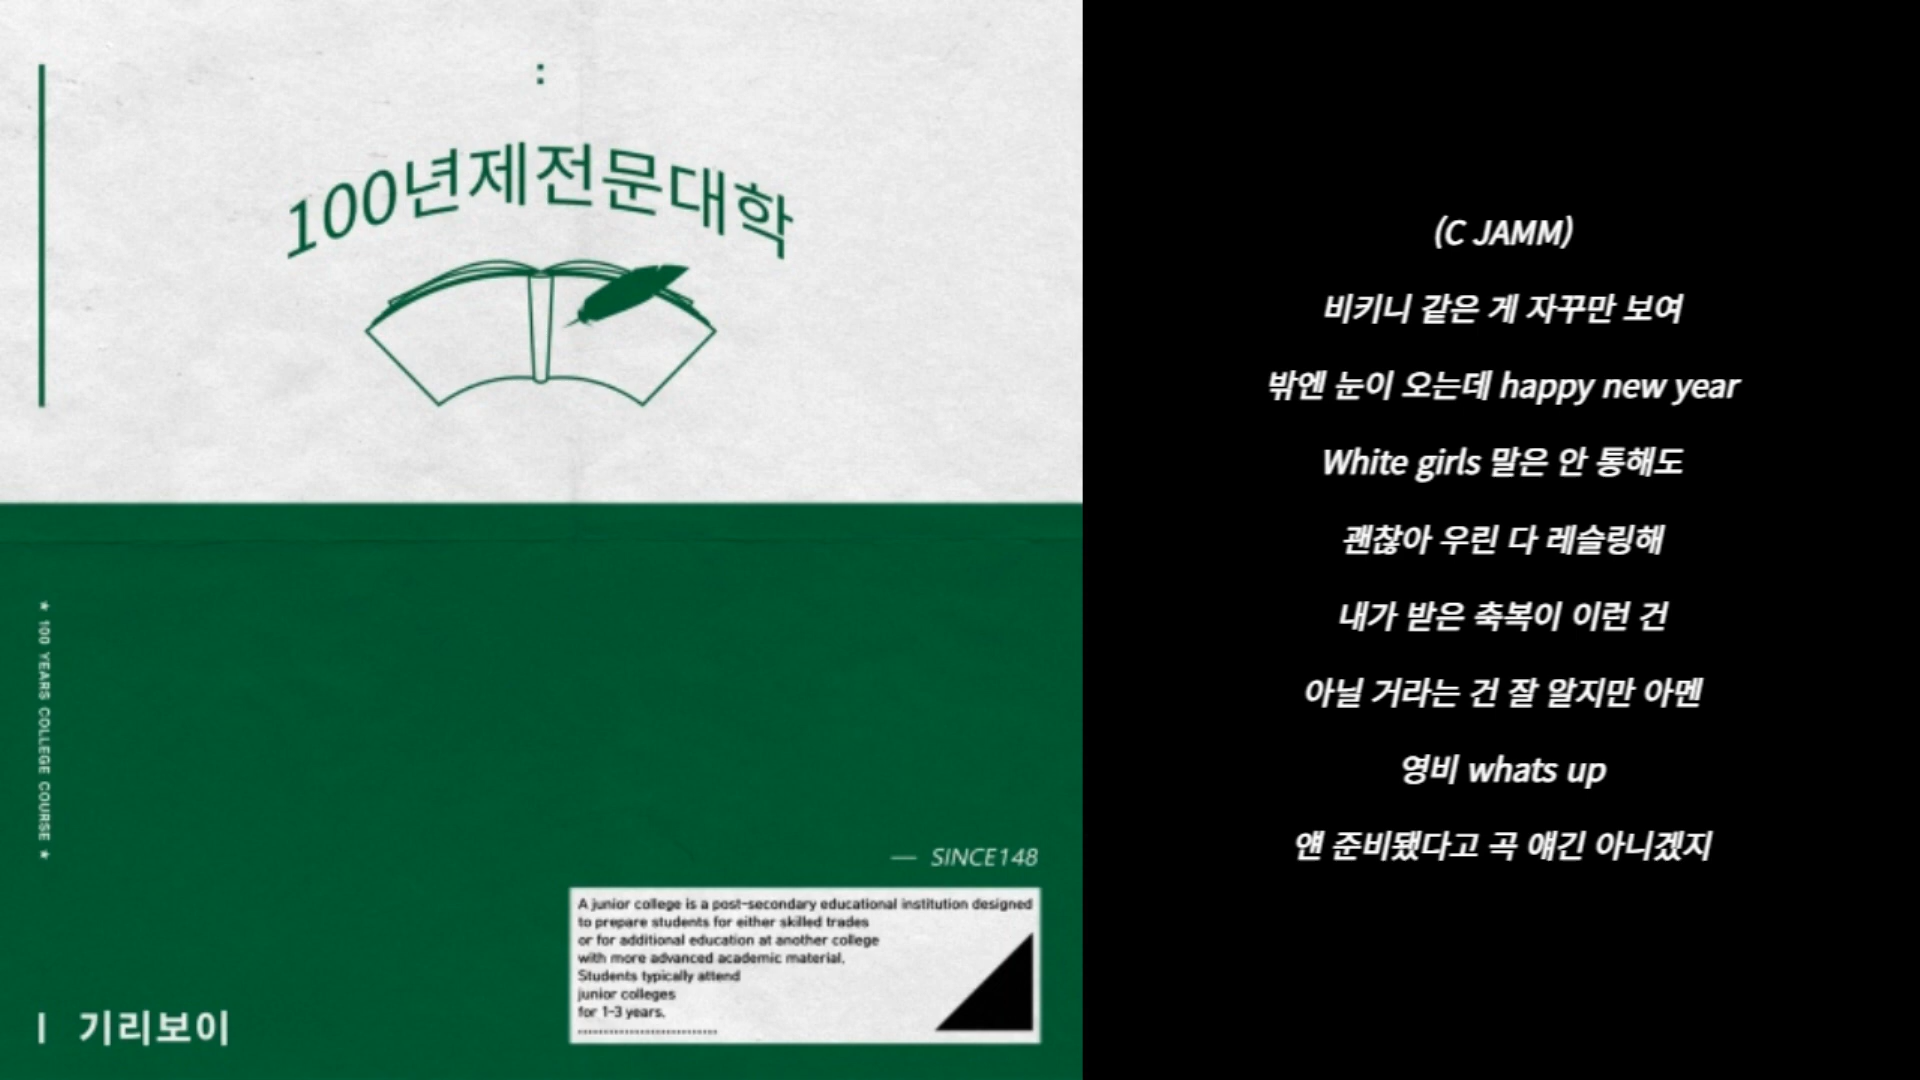 :
100년제전문대학
★ 100 YEARS COLLEGE COURSE ★
— SINCE148
A junior college is a post-secondary educational institution designed
to prepare students for either skilled trades
or for additional education at another college
with more advanced academic material.
Students typically attend
junior colleges
for 1-3 years.
| 기리보이
(C JAMM)
비키니 같은 게 자꾸만 보여
밖엔 눈이 오는데 happy new year
White girls 말은 안 통해도
괜찮아 우린 다 레슬링해
내가 받은 축복이 이런 건
아닐 거라는 건 잘 알지만 아멘
영비 whats up
얜 준비됐다고 곡 얘긴 아니겠지